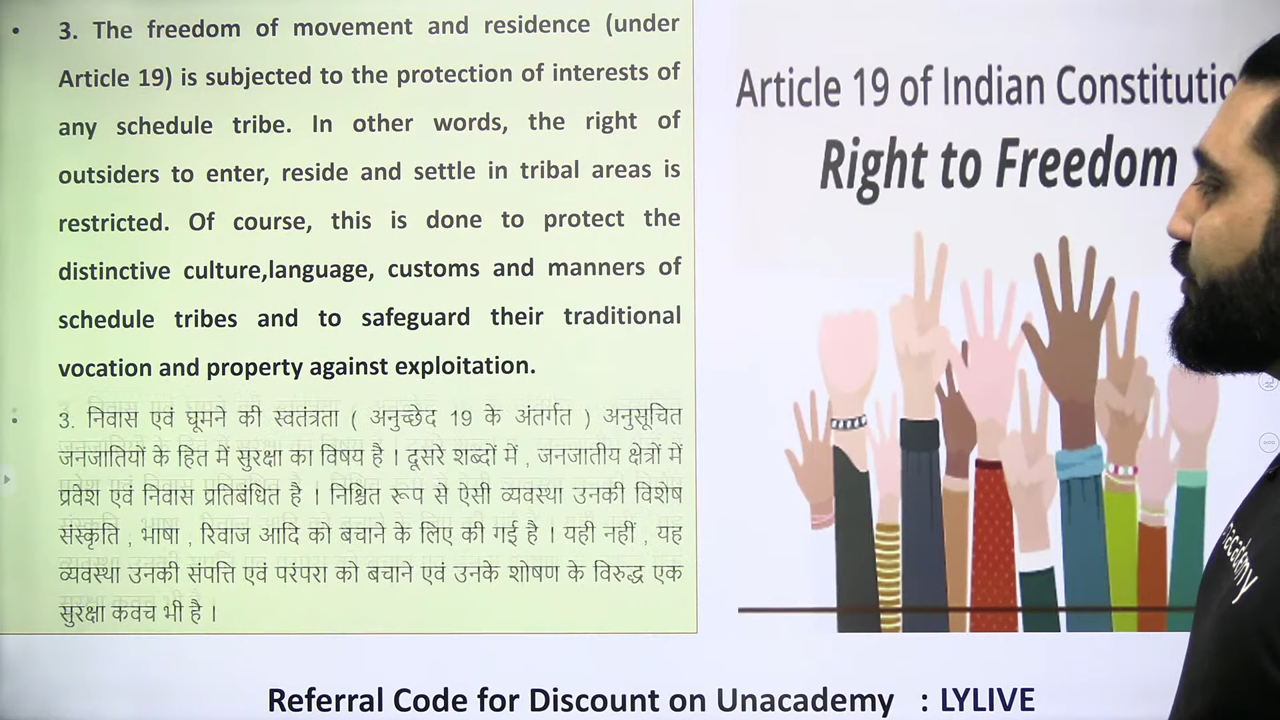 3. The freedom of movement and residence (under
Article 19) is subjected to the protection of interests of
any schedule tribe. In other words, the right of
outsiders to enter, reside and settle in tribal areas is
restricted. Of course, this is done to protect the
distinctive culture,language, customs and manners of
schedule tribes and to safeguard their traditional
vocation and property against exploitation.
3. निवास एवं घूमने की स्वतंत्रता ( अनुच्छेद 19 के अंतर्गत ) अनुसूचित
जनजातियों के हित में सुरक्षा का विषय है । दूसरे शब्दों में , जनजातीय क्षेत्रों में
प्रवेश एवं निवास प्रतिबंधित है । निश्चित रूप से ऐसी व्यवस्था उनकी विशेष
संस्कृति , भाषा , रिवाज आदि को बचाने के लिए की गई है । यही नहीं , यह
व्यवस्था उनकी संपत्ति एवं परंपरा को बचाने एवं उनके शोषण के विरुद्ध एक
सुरक्षा कवच भी है ।
Article 19 of Indian Constitutio
Right to Freedom
unacademy
Referral Code for Discount on Unacademy : LYLIVE